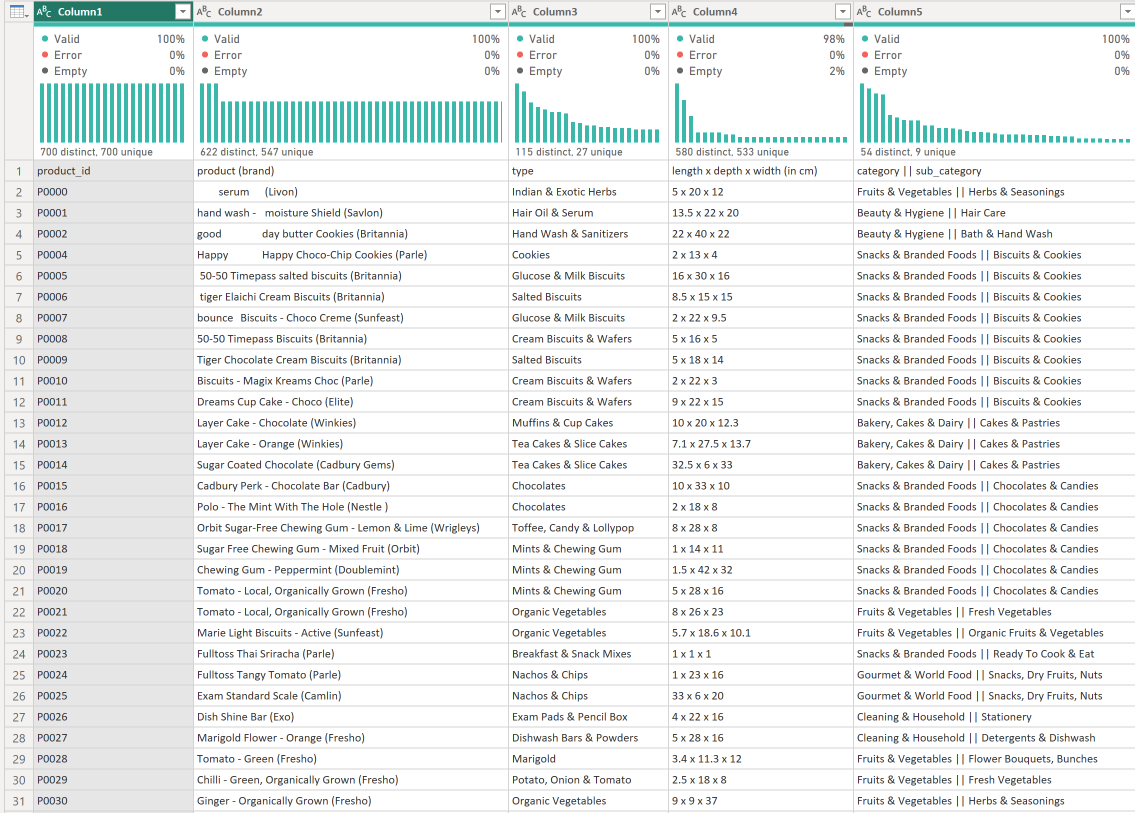 ABC Column1 ABC Column2 ABC Column3 ABC Column4 ABC Column5
Valid 100% Valid 100% Valid 100% Valid 98% Valid 100%
Error 0% Error 0% Error 0% Error 0% Error 0%
Empty 0% Empty 0% Empty 0% Empty 2% Empty 0%
700 distinct, 700 unique 622 distinct, 547 unique 115 distinct, 27 unique 580 distinct, 533 unique 54 distinct, 9 unique
1 product_id product (brand) type length x depth x width (in cm) category || sub_category
2 P0000 serum (Livon) Indian & Exotic Herbs 5 x 20 x 12 Fruits & Vegetables || Herbs & Seasonings
3 P0001 hand wash - moisture Shield (Savlon) Hair Oil & Serum 13.5 x 22 x 20 Beauty & Hygiene || Hair Care
4 P0002 good day butter Cookies (Britannia) Hand Wash & Sanitizers 22 x 40 x 22 Beauty & Hygiene || Bath & Hand Wash
5 P0004 Happy Happy Choco-Chip Cookies (Parle) Cookies 2 x 13 x 4 Snacks & Branded Foods || Biscuits & Cookies
6 P0005 50-50 Timepass salted biscuits (Britannia) Glucose & Milk Biscuits 16 x 30 x 16 Snacks & Branded Foods || Biscuits & Cookies
7 P0006 tiger Elaichi Cream Biscuits (Britannia) Salted Biscuits 8.5 x 15 x 15 Snacks & Branded Foods || Biscuits & Cookies
8 P0007 bounce Biscuits - Choco Creme (Sunfeast) Glucose & Milk Biscuits 2 x 22 x 9.5 Snacks & Branded Foods || Biscuits & Cookies
9 P0008 50-50 Timepass Biscuits (Britannia) Cream Biscuits & Wafers 5 x 16 x 5 Snacks & Branded Foods || Biscuits & Cookies
10 P0009 Tiger Chocolate Cream Biscuits (Britannia) Salted Biscuits 5 x 18 x 14 Snacks & Branded Foods || Biscuits & Cookies
11 P0010 Biscuits - Magix Kreams Choc (Parle) Cream Biscuits & Wafers 2 x 22 x 3 Snacks & Branded Foods || Biscuits & Cookies
12 P0011 Dreams Cup Cake - Choco (Elite) Cream Biscuits & Wafers 9 x 22 x 15 Snacks & Branded Foods || Biscuits & Cookies
13 P0012 Layer Cake - Chocolate (Winkies) Muffins & Cup Cakes 10 x 20 x 12.3 Bakery, Cakes & Dairy || Cakes & Pastries
14 P0013 Layer Cake - Orange (Winkies) Tea Cakes & Slice Cakes 7.1 x 27.5 x 13.7 Bakery, Cakes & Dairy || Cakes & Pastries
15 P0014 Sugar Coated Chocolate (Cadbury Gems) Tea Cakes & Slice Cakes 32.5 x 6 x 33 Bakery, Cakes & Dairy || Cakes & Pastries
16 P0015 Cadbury Perk - Chocolate Bar (Cadbury) Chocolates 10 x 33 x 10 Snacks & Branded Foods || Chocolates & Candies
17 P0016 Polo - The Mint With The Hole (Nestle ) Chocolates 2 x 18 x 8 Snacks & Branded Foods || Chocolates & Candies
18 P0017 Orbit Sugar-Free Chewing Gum - Lemon & Lime (Wrigleys) Toffee, Candy & Lollypop 8 x 28 x 8 Snacks & Branded Foods || Chocolates & Candies
19 P0018 Sugar Free Chewing Gum - Mixed Fruit (Orbit) Mints & Chewing Gum 1 x 14 x 11 Snacks & Branded Foods || Chocolates & Candies
20 P0019 Chewing Gum - Peppermint (Doublemint) Mints & Chewing Gum 1.5 x 42 x 32 Snacks & Branded Foods || Chocolates & Candies
21 P0020 Tomato - Local, Organically Grown (Fresho) Mints & Chewing Gum 5 x 28 x 16 Snacks & Branded Foods || Chocolates & Candies
22 P0021 Tomato - Local, Organically Grown (Fresho) Organic Vegetables 8 x 26 x 23 Fruits & Vegetables || Fresh Vegetables
23 P0022 Marie Light Biscuits - Active (Sunfeast) Organic Vegetables 5.7 x 18.6 x 10.1 Fruits & Vegetables || Organic Fruits & Vegetables
24 P0023 Fulltoss Thai Sriracha (Parle) Breakfast & Snack Mixes 1 x 1 x 1 Snacks & Branded Foods || Ready To Cook & Eat
25 P0024 Fulltoss Tangy Tomato (Parle) Nachos & Chips 1 x 23 x 16 Gourmet & World Food || Snacks, Dry Fruits, Nuts
26 P0025 Exam Standard Scale (Camlin) Nachos & Chips 33 x 6 x 20 Gourmet & World Food || Snacks, Dry Fruits, Nuts
27 P0026 Dish Shine Bar (Exo) Exam Pads & Pencil Box 4 x 22 x 16 Cleaning & Household || Stationery
28 P0027 Marigold Flower - Orange (Fresho) Dishwash Bars & Powders 5 x 28 x 16 Cleaning & Household || Detergents & Dishwash
29 P0028 Tomato - Green (Fresho) Marigold 3.4 x 11.3 x 12 Fruits & Vegetables || Flower Bouquets, Bunches
30 P0029 Chilli - Green, Organically Grown (Fresho) Potato, Onion & Tomato 2.5 x 18 x 8 Fruits & Vegetables || Fresh Vegetables
31 P0030 Ginger - Organically Grown (Fresho) Organic Vegetables 9 x 9 x 37 Fruits & Vegetables || Herbs & Seasonings